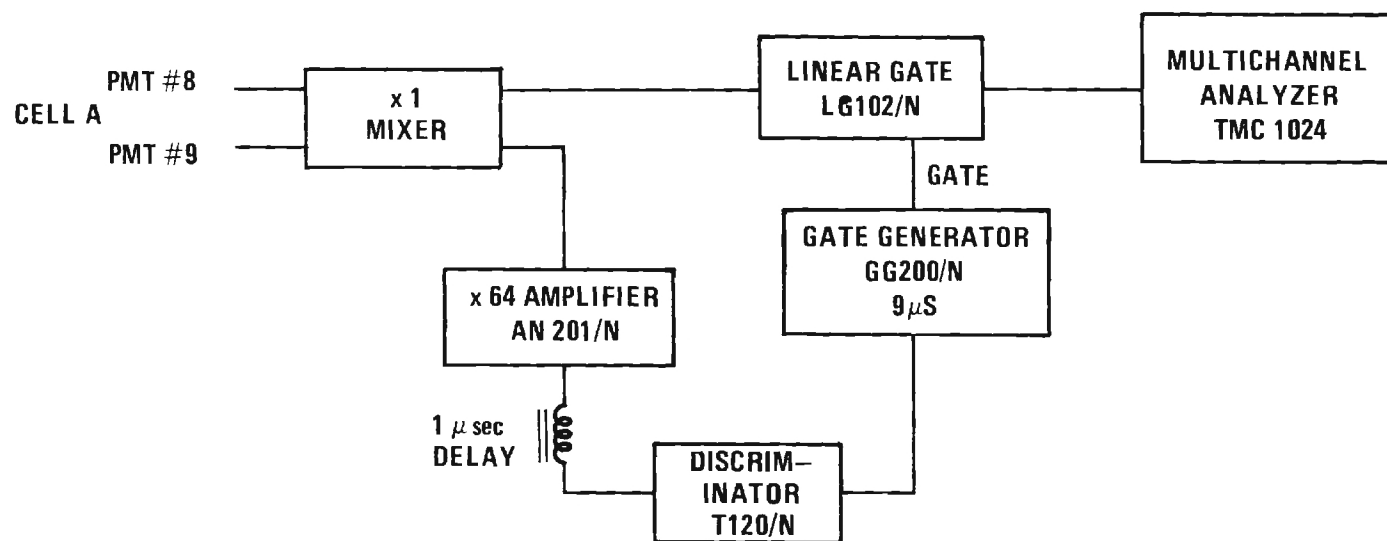 PMT #8
CELL A
PMT #9
x 1
MIXER
LINEAR GATE
LG102/N
MULTICHANNEL
ANALYZER
TMC 1024
GATE
GATE GENERATOR
GG200/N
9μS
x 64 AMPLIFIER
AN 201/N
1 μ sec
DELAY
DISCRIM–
INATOR
T120/N